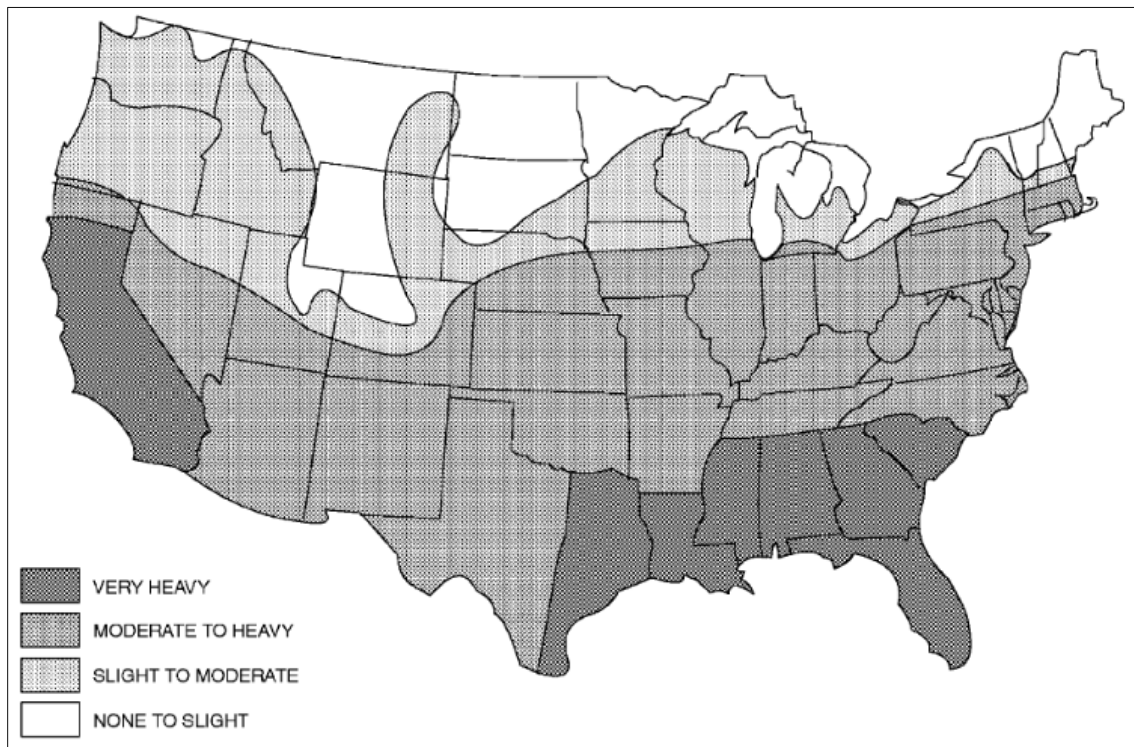 VERY HEAVY
MODERATE TO HEAVY
SLIGHT TO MODERATE
NONE TO SLIGHT